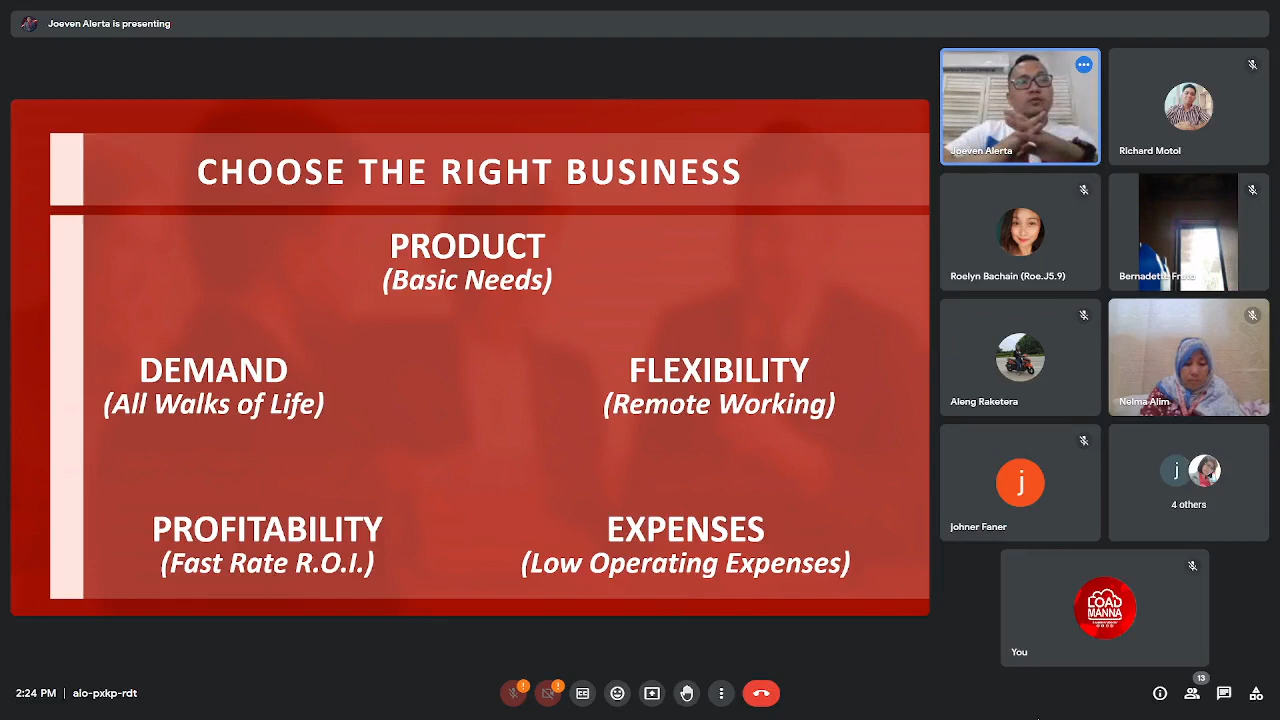 Joeven Alerta is presenting
CHOOSE THE RIGHT BUSINESS
PRODUCT
(Basic Needs)
DEMAND
(All Walks of Life)
FLEXIBILITY
(Remote Working)
PROFITABILITY
(Fast Rate R.O.I.)
EXPENSES
(Low Operating Expenses)
Joeven Alerta
Richard Motol
Roelyn Bachain (Roe.J5.9)
Bernadette
Aleng Raketera
Nelma Alim
j
Johner Faner
j
4 others
LOAD
MANNA
You
2:24 PM | alo-pxkp-rdt
13